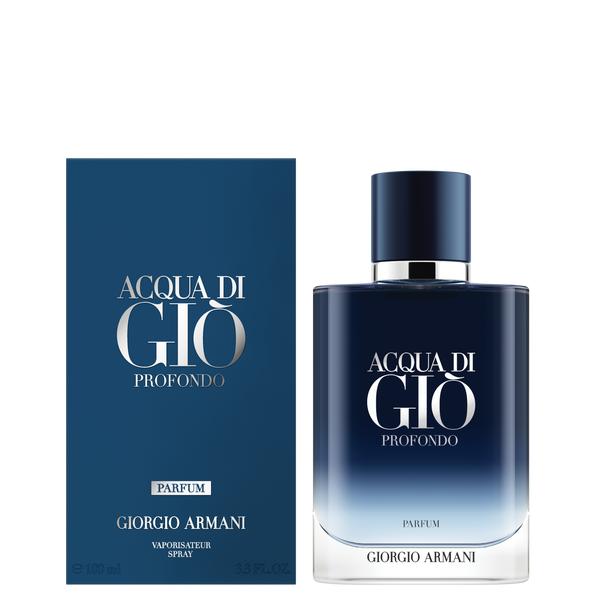 ACQUA DI
GIÒ
PROFONDO
PARFUM
GIORGIO ARMANI
VAPORISATEUR
SPRAY
℮ 100 ml 3.3 FL.OZ.
ACQUA DI
GIÒ
PROFONDO
PARFUM
GIORGIO ARMANI